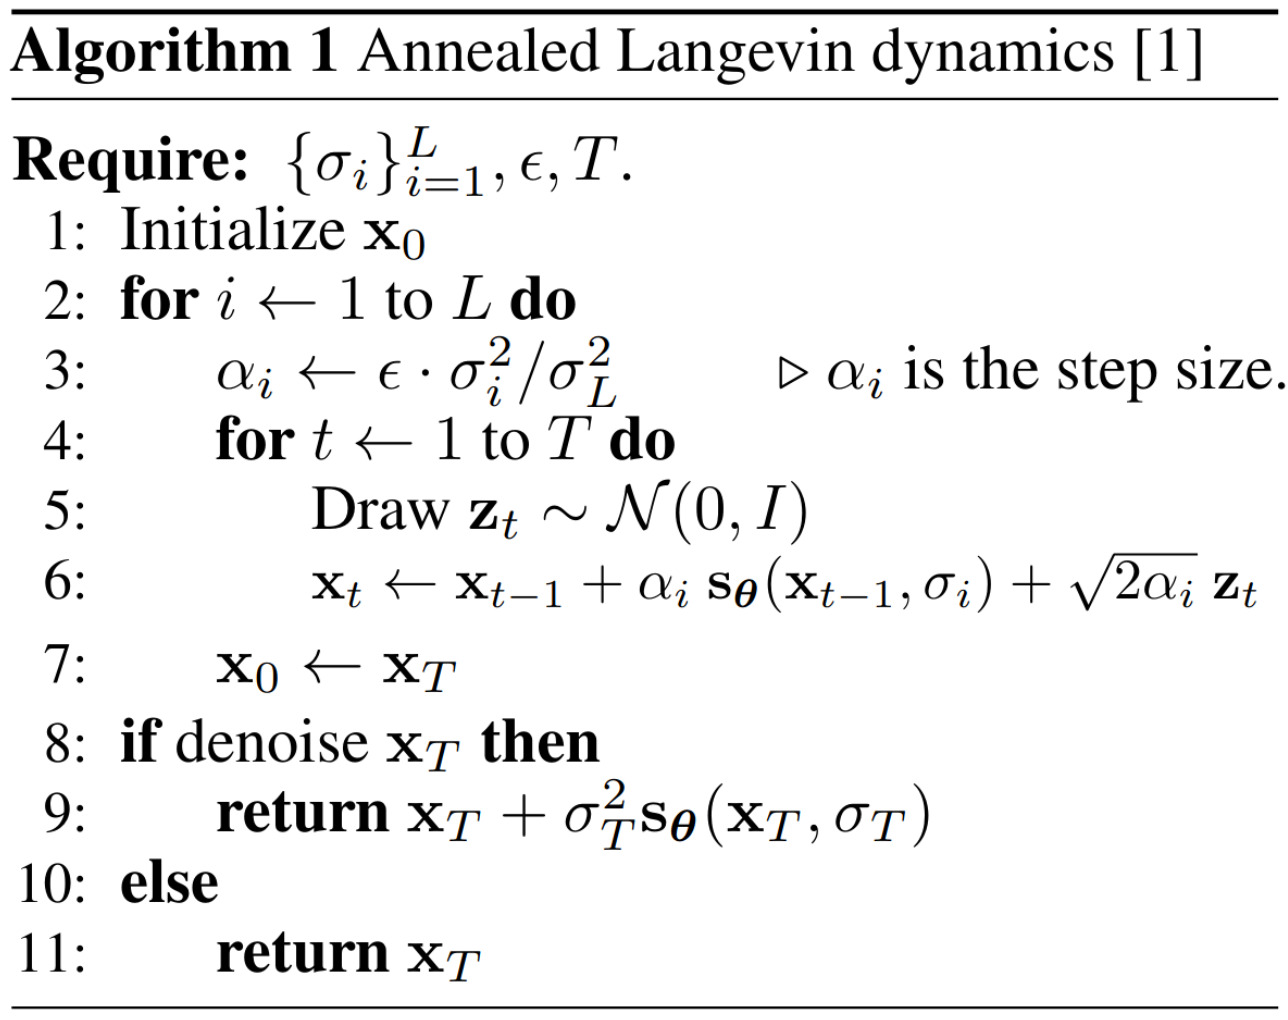 Algorithm 1 Annealed Langevin dynamics [1]
Require: $\{\sigma_i\}_{i=1}^{L}, \epsilon, T.$
1: Initialize $\mathbf{x}_0$
2: for $i \leftarrow 1$ to $L$ do
3: $\alpha_i \leftarrow \epsilon \cdot \sigma_i^2/\sigma_L^2$ ▷ $\alpha_i$ is the step size.
4: for $t \leftarrow 1$ to $T$ do
5: Draw $\mathbf{z}_t \sim \mathcal{N}(0, I)$
6: $\mathbf{x}_t \leftarrow \mathbf{x}_{t-1} + \alpha_i \, \mathbf{s}_{\boldsymbol{\theta}}(\mathbf{x}_{t-1}, \sigma_i) + \sqrt{2\alpha_i} \, \mathbf{z}_t$
7: $\mathbf{x}_0 \leftarrow \mathbf{x}_T$
8: if denoise $\mathbf{x}_T$ then
9: return $\mathbf{x}_T + \sigma_T^2 \mathbf{s}_{\boldsymbol{\theta}}(\mathbf{x}_T, \sigma_T)$
10: else
11: return $\mathbf{x}_T$